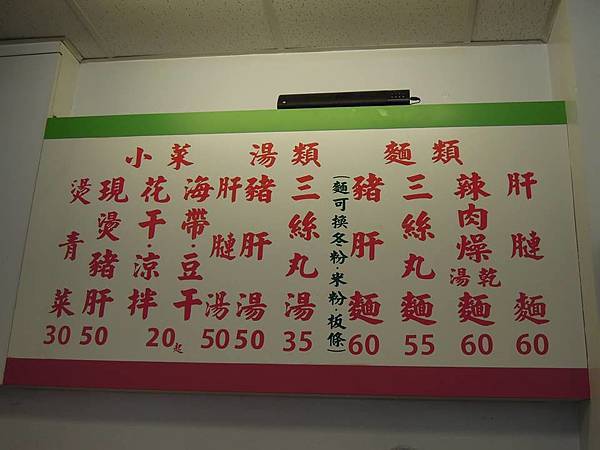 麵類
肝膇麵 60
辣肉燥乾湯麵 60
三絲丸麵 55
豬肝麵 60
(麵可換冬粉·米粉·板條)
湯類
三絲丸湯 35
豬肝湯 50
肝膇湯 50
小菜
海帶·豆干
花干·涼拌 20起
現燙豬肝 50
燙青菜 30